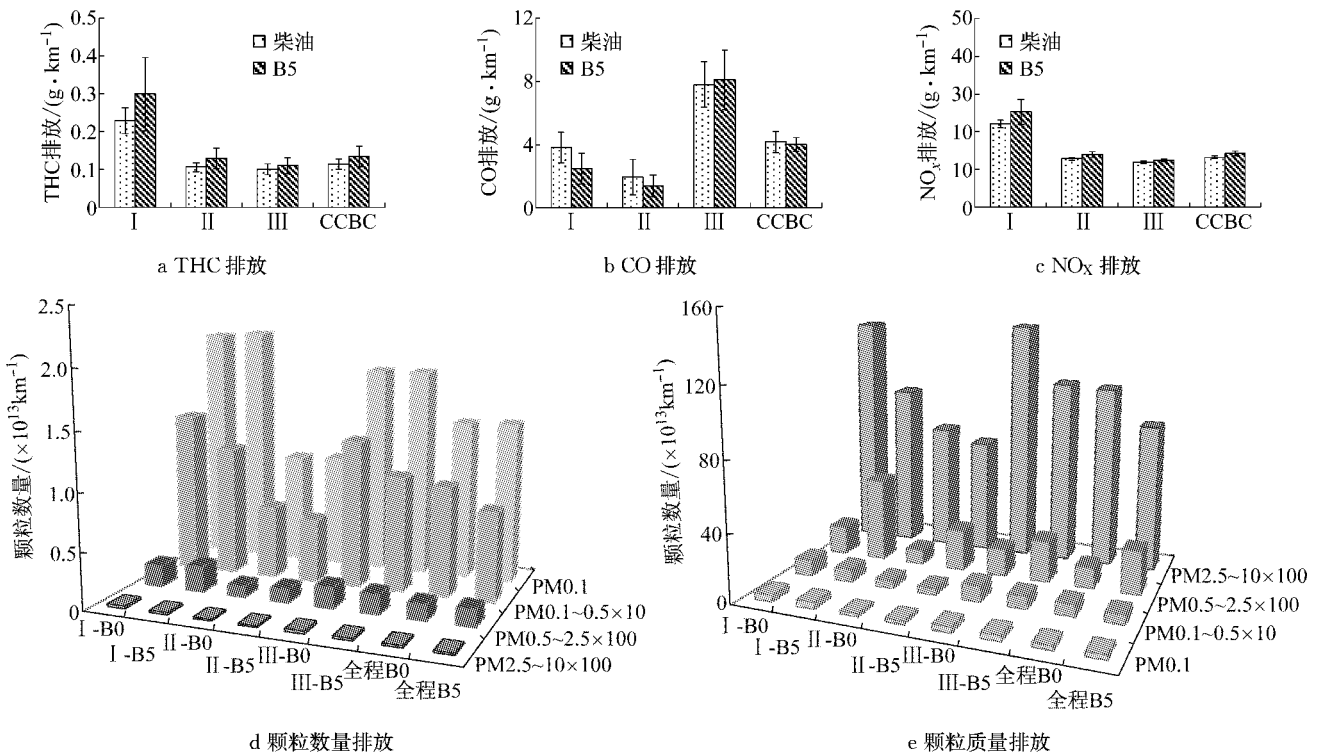 0.5
0.4
0.3
0.2
0.1
0
THC排放/(g·km⁻¹)
柴油
B5
I II III CCBC
a THC 排放
12
8
4
0
CO排放/(g·km⁻¹)
柴油
B5
I II III CCBC
b CO 排放
50
40
30
10
10
0
NOₓ排放/(g·km⁻¹)
柴油
B5
I II III CCBC
c NOₓ 排放
2.5
2.0
1.5
1.0
0.5
0
颗粒数量/(×10¹³km⁻¹)
I-B0
I-B5
II-B0
II-B5
III-B0
III-B5
全程B0
全程B5
PM0.1
PM0.1~0.5×10
PM0.5~2.5×100
PM2.5~10×100
d 颗粒数量排放
160
120
80
40
0
颗粒数量/(×10¹³km⁻¹)
I-B0
I-B5
II-B0
II-B5
III-B0
III-B5
全程B0
全程B5
PM2.5~10×100
PM0.5~2.5×100
PM0.1~0.5×10
PM0.1
e 颗粒质量排放